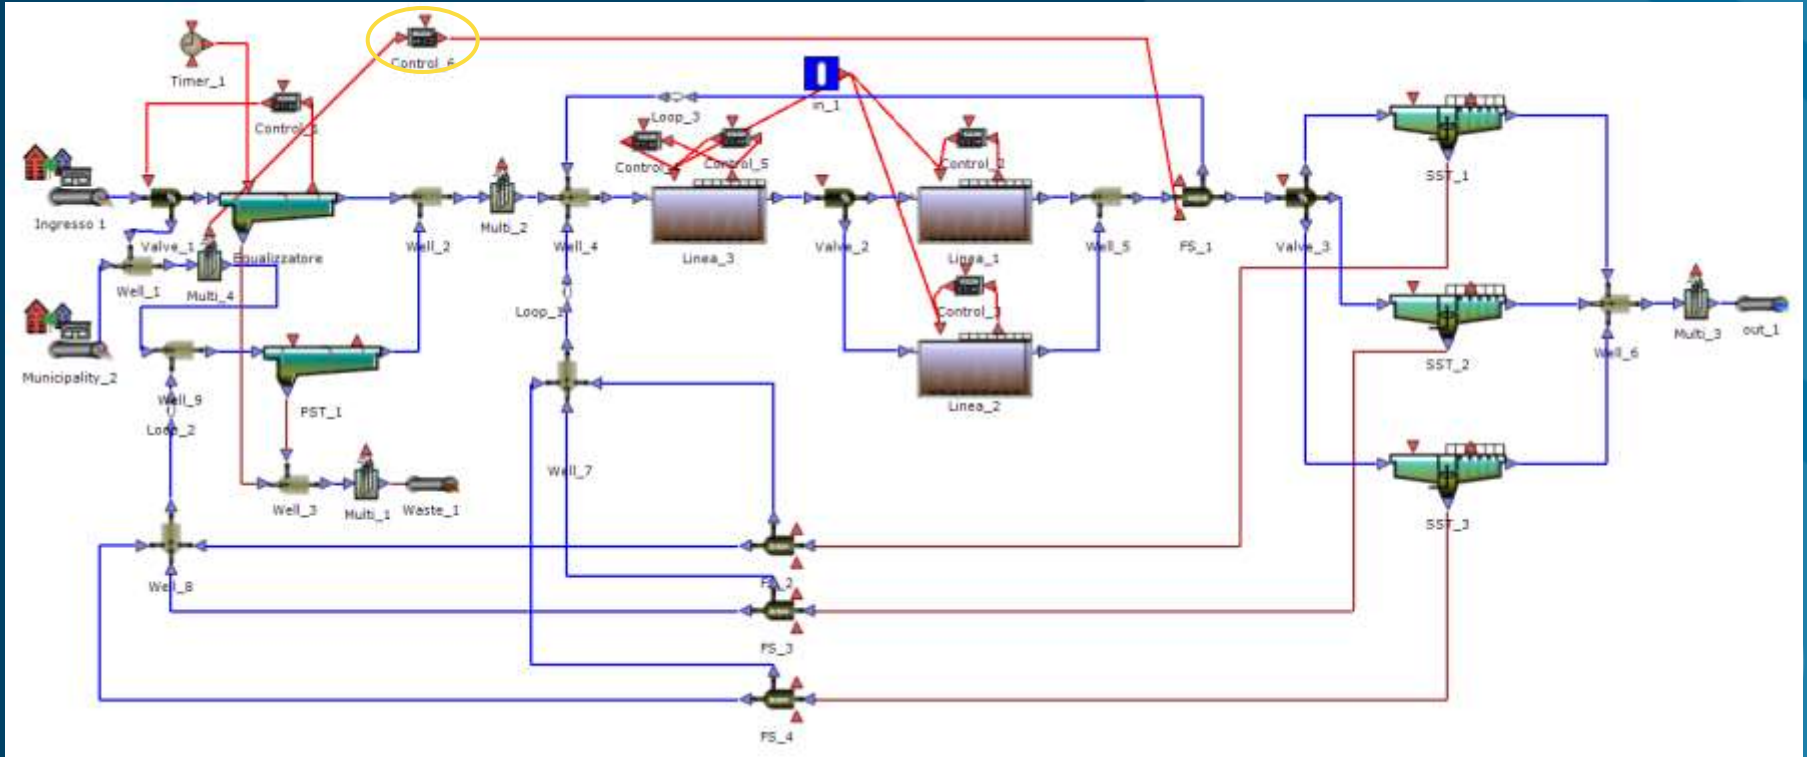 Timer_1
Control_6
in_1
Loop_3
Control_5
Control_2
SST_1
Ingresso 1
Valve_1
Equalizzatore
Well_2
Multi_2
Well_4
Linea_3
Valve_2
Linea_1
Well_5
FS_1
Valve_3
Well_1
Multi_4
Loop_1
Control_3
Municipality_2
Well_9
PST_1
Loop_2
Linea_2
SST_2
Well_6
Multi_3
out_1
Well_7
Well_3
Multi_1
Waste_1
SST_3
Well_8
FS_2
FS_3
FS_4